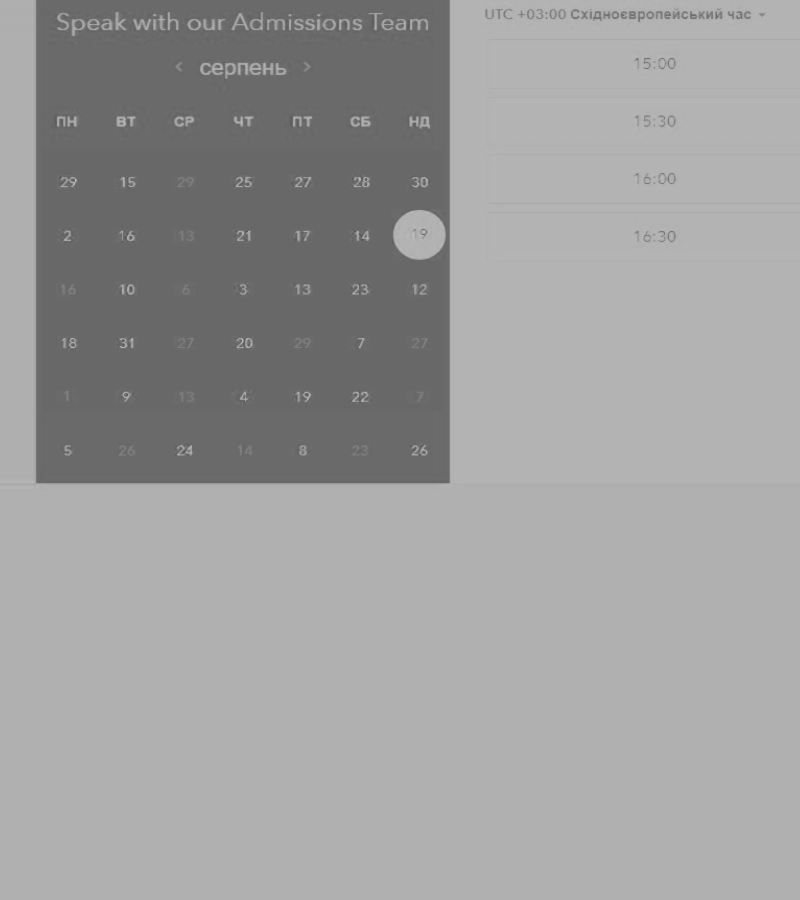 Speak with our Admissions Team
серпень
ПН ВТ СР ЧТ ПТ СБ НД
29 15 29 25 27 28 30
2 16 13 21 17 14 19
16 10 6 3 13 23 12
18 31 27 20 29 7 27
1 9 13 4 19 22 7
5 26 24 14 8 23 26
UTC +03:00 Східноєвропейський час
15:00
15:30
16:00
16:30